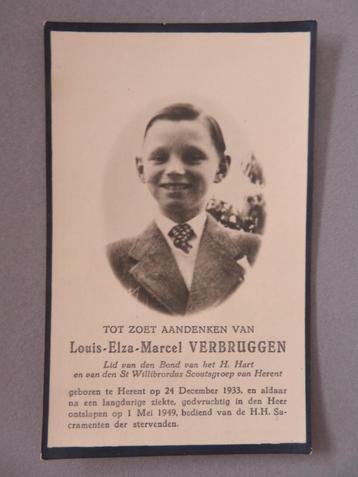 TOT ZOET AANDENKEN VAN
Louis-Elza-Marcel VERBRUGGEN
Lid van den Bond van het H. Hart
en van den St Willibrordus Scoutsgroep van Herent
geboren te Herent op 24 December 1933, en aldaar
na een langdurige ziekte, godvruchtig in den Heer
ontslapen op 1 Mei 1949, bediend van de H.H. Sa-
cramenten der stervenden.